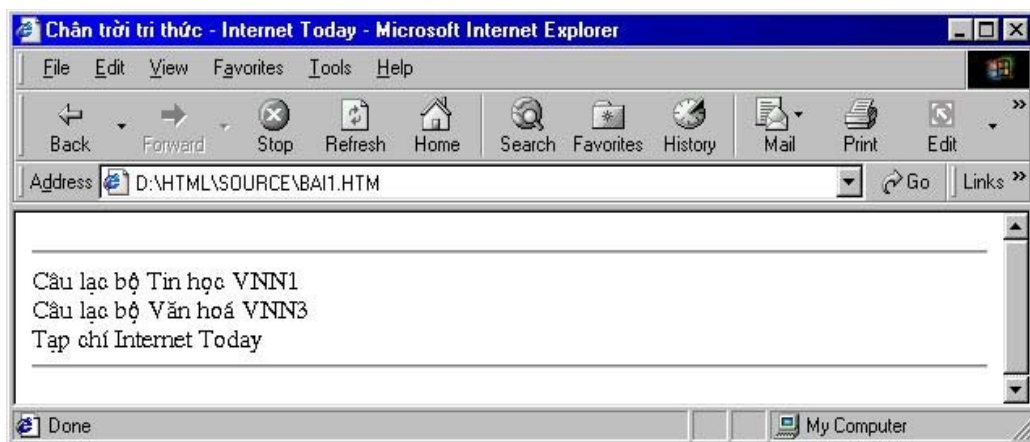 Chân trời tri thức - Internet Today - Microsoft Internet Explorer
File Edit View Favorites Tools Help
Back Forward Stop Refresh Home Search Favorites History Mail Print Edit »
Address D:\HTML\SOURCE\BAI1.HTM Go Links »
Câu lạc bộ Tin học VNN1
Câu lạc bộ Văn hoá VNN3
Tạp chí Internet Today
Done My Computer